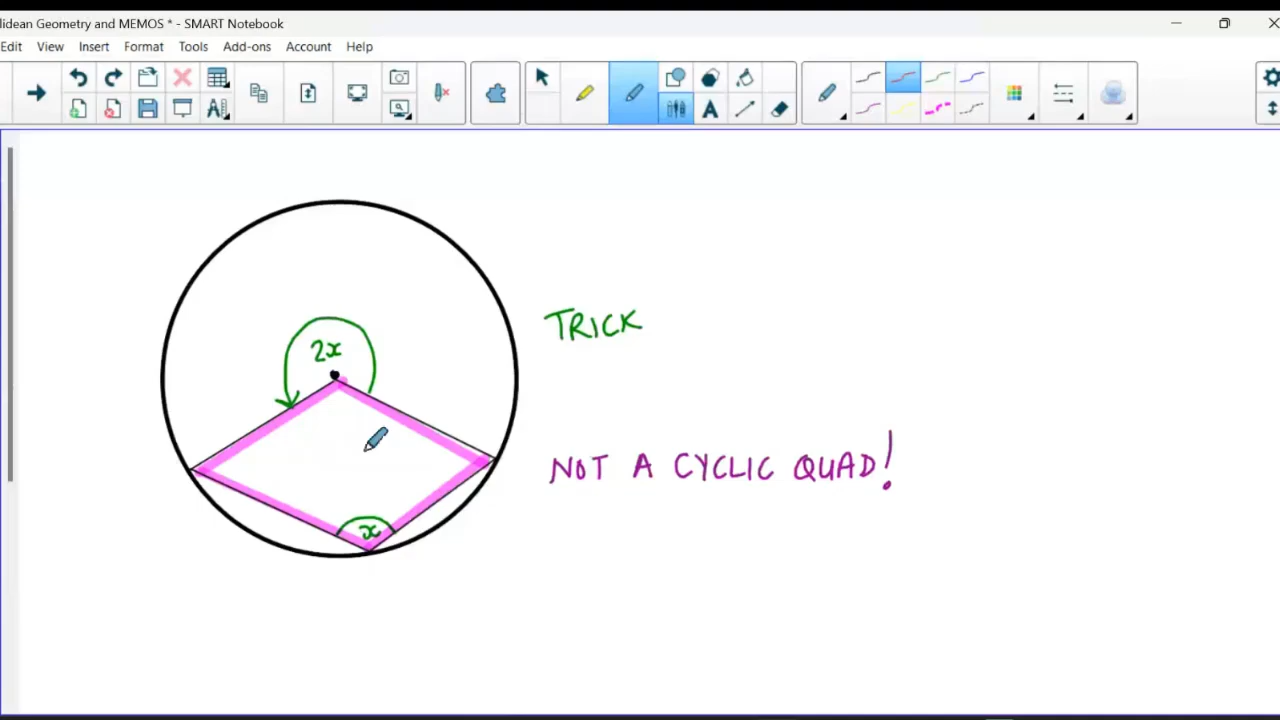 lidean Geometry and MEMOS * - SMART Notebook
Edit View Insert Format Tools Add-ons Account Help
TRICK
2x
NOT A CYCLIC QUAD!
x